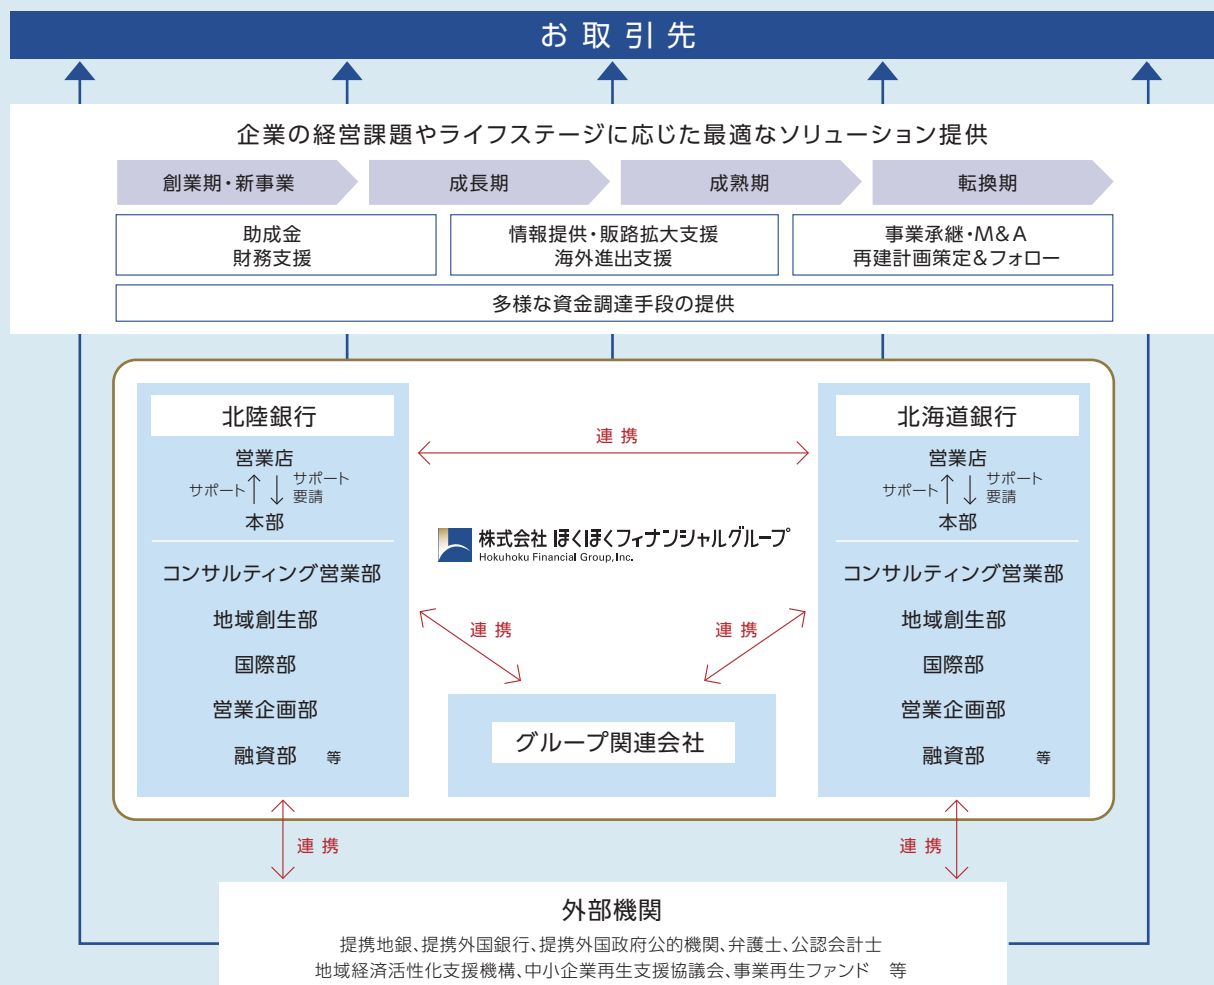 お取引先
企業の経営課題やライフステージに応じた最適なソリューション提供
創業期・新事業
成長期
成熟期
転換期
助成金
財務支援
情報提供・販路拡大支援
海外進出支援
事業承継・M&A
再建計画策定&フォロー
多様な資金調達手段の提供
北陸銀行
営業店
サポート
サポート
要請
本部
コンサルティング営業部
地域創生部
国際部
営業企画部
融資部 等
連携
株式会社 ほくほくフィナンシャルグループ
Hokuhoku Financial Group, Inc.
連携
連携
グループ関連会社
北海道銀行
営業店
サポート
サポート
要請
本部
コンサルティング営業部
地域創生部
国際部
営業企画部
融資部 等
連携
連携
外部機関
提携地銀、提携外国銀行、提携外国政府公的機関、弁護士、公認会計士
地域経済活性化支援機構、中小企業再生支援協議会、事業再生ファンド 等